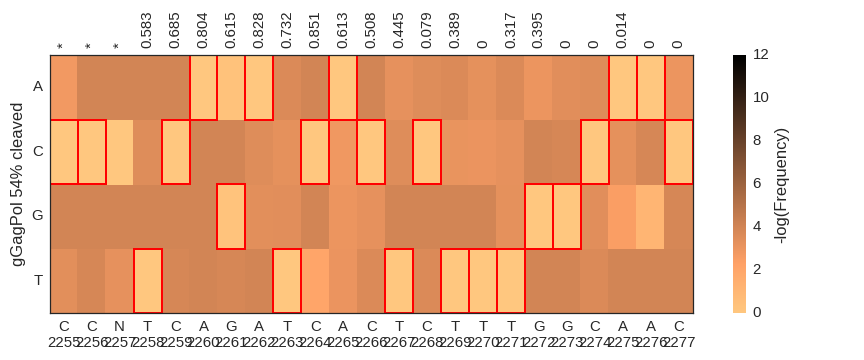 * * * 0.583 0.685 0.804 0.615 0.828 0.732 0.851 0.613 0.508 0.445 0.079 0.389 0 0.317 0.395 0 0 0.014 0 0
gGagPol 54% cleaved
A
C
G
T
C C N T C A G A T C A C T C T T T G G C A A C
2255 2256 2257 2258 2259 2260 2261 2262 2263 2264 2265 2266 2267 2268 2269 2270 2271 2272 2273 2274 2275 2276 2277
12
10
8
6
4
2
0
-log(Frequency)